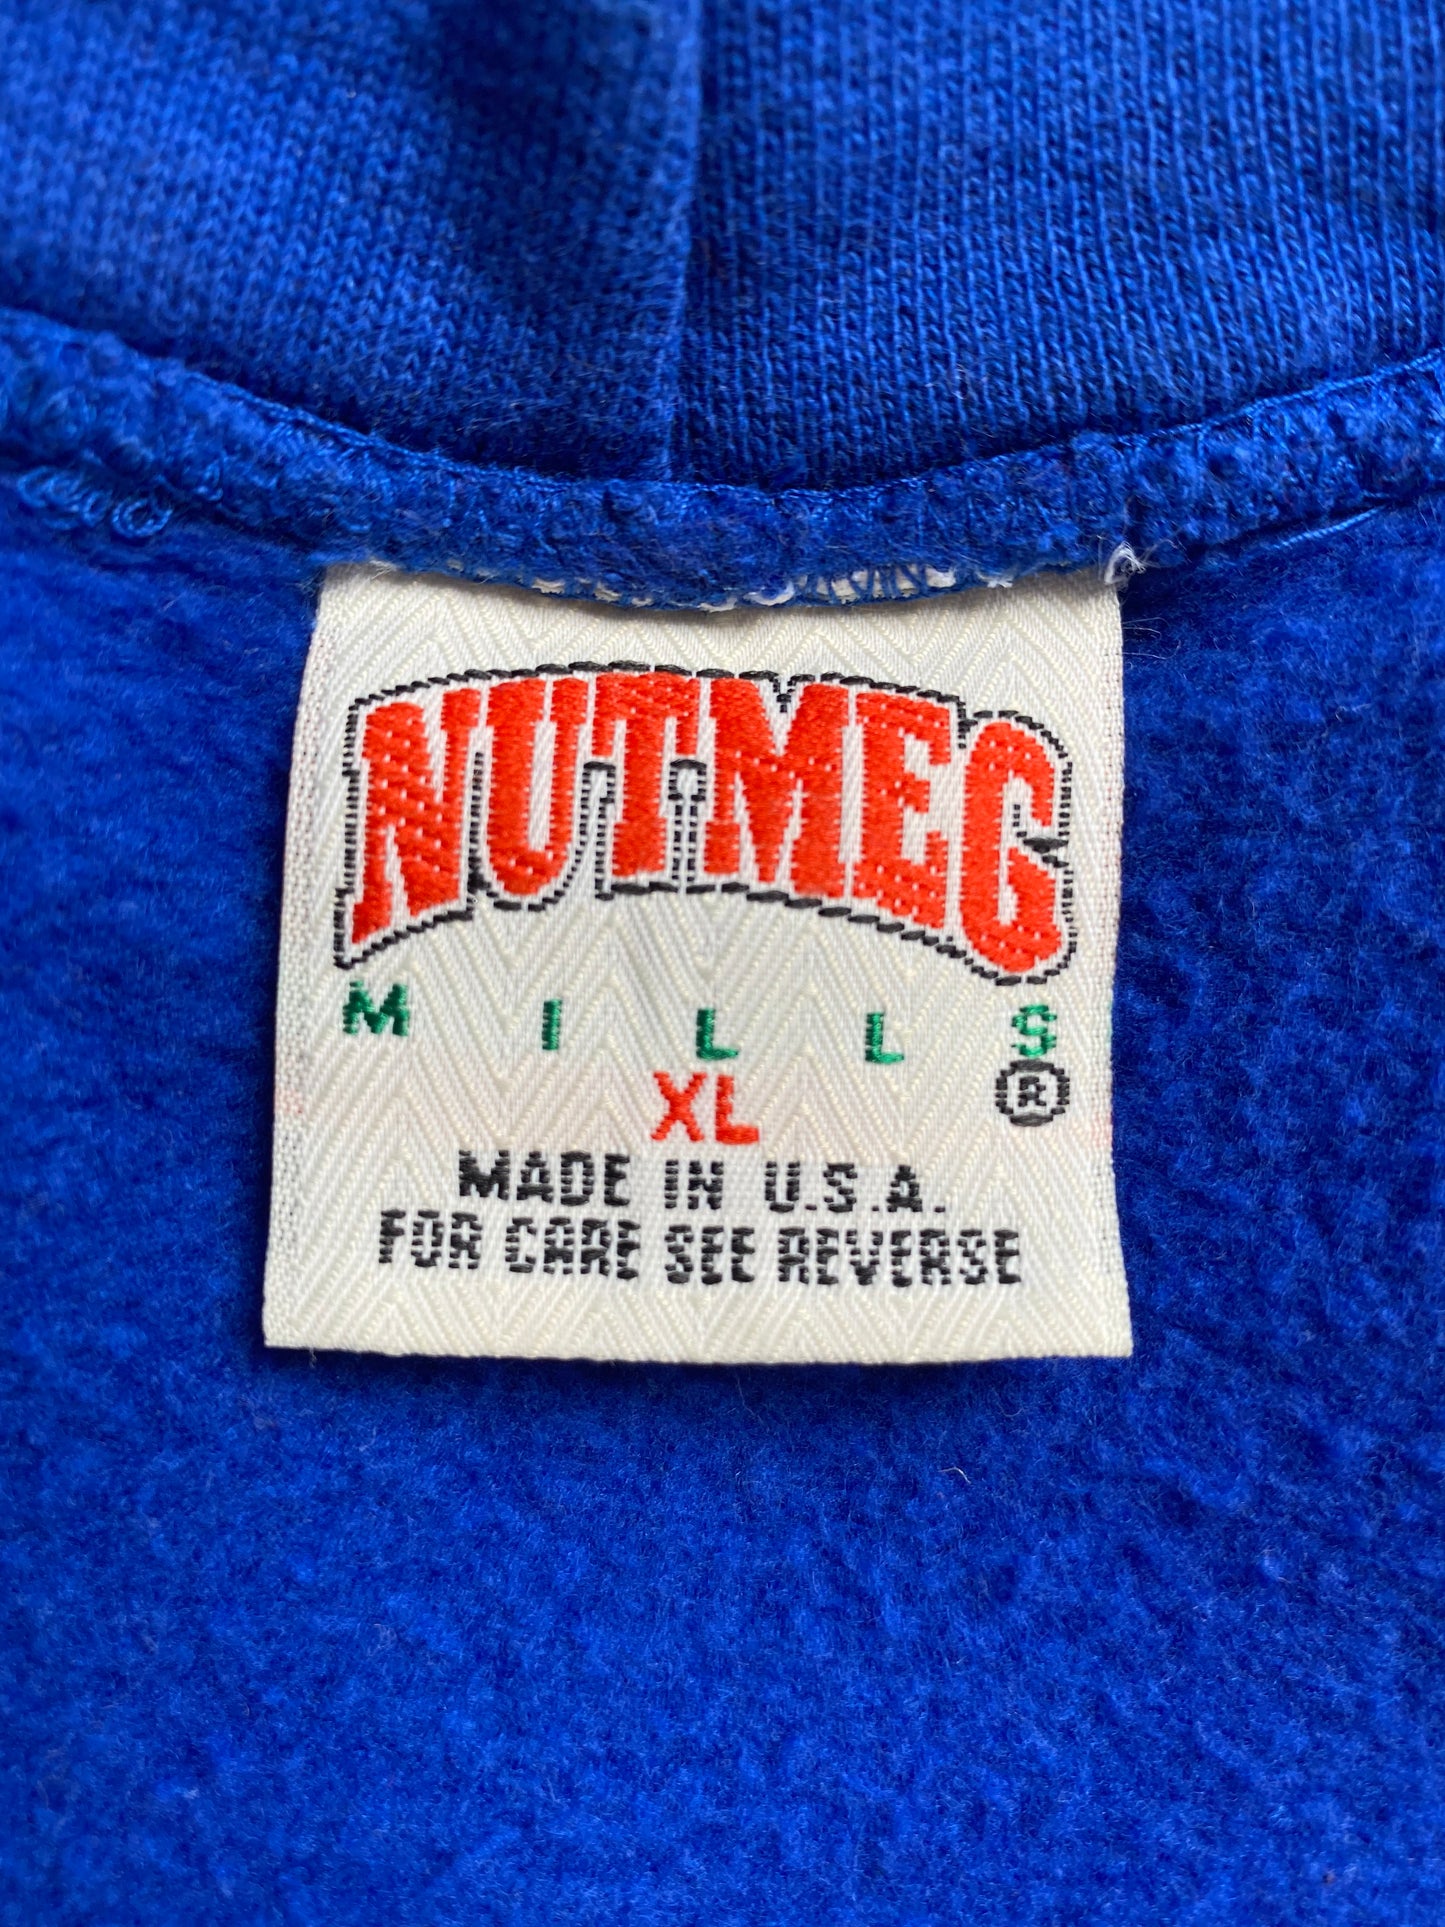 NUTMEG
MILLS
XL ®
MADE IN U.S.A.
FOR CARE SEE REVERSE